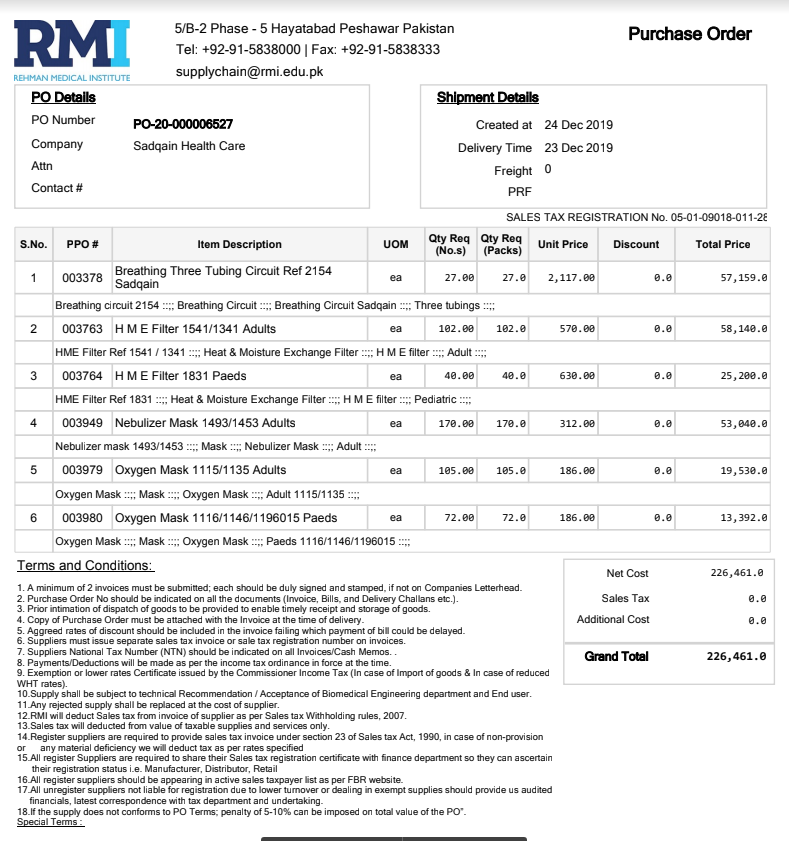 RMI
REHMAN MEDICAL INSTITUTE
5/B-2 Phase - 5 Hayatabad Peshawar Pakistan
Tel: +92-91-5838000 | Fax: +92-91-5838333
supplychain@rmi.edu.pk
Purchase Order
PO Details
PO Number PO-20-000006527
Company Sadqain Health Care
Attn
Contact #
Shipment Details
Created at 24 Dec 2019
Delivery Time 23 Dec 2019
Freight 0
PRF
SALES TAX REGISTRATION No. 05-01-09018-011-28
S.No. PPO # Item Description UOM Qty Req (No.s) Qty Req (Packs) Unit Price Discount Total Price
1 003378 Breathing Three Tubing Circuit Ref 2154 Sadqain ea 27.00 27.0 2,117.00 0.0 57,159.0
Breathing circuit 2154 ::;; Breathing Circuit ::;; Breathing Circuit Sadqain ::;; Three tubings ::;;
2 003763 H M E Filter 1541/1341 Adults ea 102.00 102.0 570.00 0.0 58,140.0
HME Filter Ref 1541 / 1341 ::;; Heat & Moisture Exchange Filter ::;; H M E filter ::;; Adult ::;;
3 003764 H M E Filter 1831 Paeds ea 40.00 40.0 630.00 0.0 25,200.0
HME Filter Ref 1831 ::;; Heat & Moisture Exchange Filter ::;; H M E filter ::;; Pediatric ::;;
4 003949 Nebulizer Mask 1493/1453 Adults ea 170.00 170.0 312.00 0.0 53,040.0
Nebulizer mask 1493/1453 ::;; Mask ::;; Nebulizer Mask ::;; Adult ::;;
5 003979 Oxygen Mask 1115/1135 Adults ea 105.00 105.0 186.00 0.0 19,530.0
Oxygen Mask ::;; Mask ::;; Oxygen Mask ::;; Adult 1115/1135 ::;;
6 003980 Oxygen Mask 1116/1146/1196015 Paeds ea 72.00 72.0 186.00 0.0 13,392.0
Oxygen Mask ::;; Mask ::;; Oxygen Mask ::;; Paeds 1116/1146/1196015 ::;;
Terms and Conditions:
1. A minimum of 2 invoices must be submitted; each should be duly signed and stamped, if not on Companies Letterhead.
2. Purchase Order No should be indicated on all the documents (Invoice, Bills, and Delivery Challans etc.).
3. Prior intimation of dispatch of goods to be provided to enable timely receipt and storage of goods.
4. Copy of Purchase Order must be attached with the Invoice at the time of delivery.
5. Aggreed rates of discount should be included in the invoice failing which payment of bill could be delayed.
6. Suppliers must issue separate sales tax invoice or sale tax registration number on invoices.
7. Suppliers National Tax Number (NTN) should be indicated on all Invoices/Cash Memos. .
8. Payments/Deductions will be made as per the income tax ordinance in force at the time.
9. Exemption or lower rates Certificate issued by the Commissioner Income Tax (In case of Import of goods & In case of reduced
WHT rates).
10.Supply shall be subject to technical Recommendation / Acceptance of Biomedical Engineering department and End user.
11.Any rejected supply shall be replaced at the cost of supplier.
12.RMI will deduct Sales tax from invoice of supplier as per Sales tax Withholding rules, 2007.
13.Sales tax will deducted from value of taxable supplies and services only.
14.Register suppliers are required to provide sales tax invoice under section 23 of Sales tax Act, 1990, in case of non-provision
or any material deficiency we will deduct tax as per rates specified
15.All register Suppliers are required to share their Sales tax registration certificate with finance department so they can ascertain
their registration status i.e. Manufacturer, Distributor, Retail
16.All register suppliers should be appearing in active sales taxpayer list as per FBR website.
17.All unregister suppliers not liable for registration due to lower turnover or dealing in exempt supplies should provide us audited
financials, latest correspondence with tax department and undertaking.
18.If the supply does not conforms to PO Terms; penalty of 5-10% can be imposed on total value of the PO".
Special Terms :
Net Cost 226,461.0
Sales Tax 0.0
Additional Cost 0.0
Grand Total 226,461.0